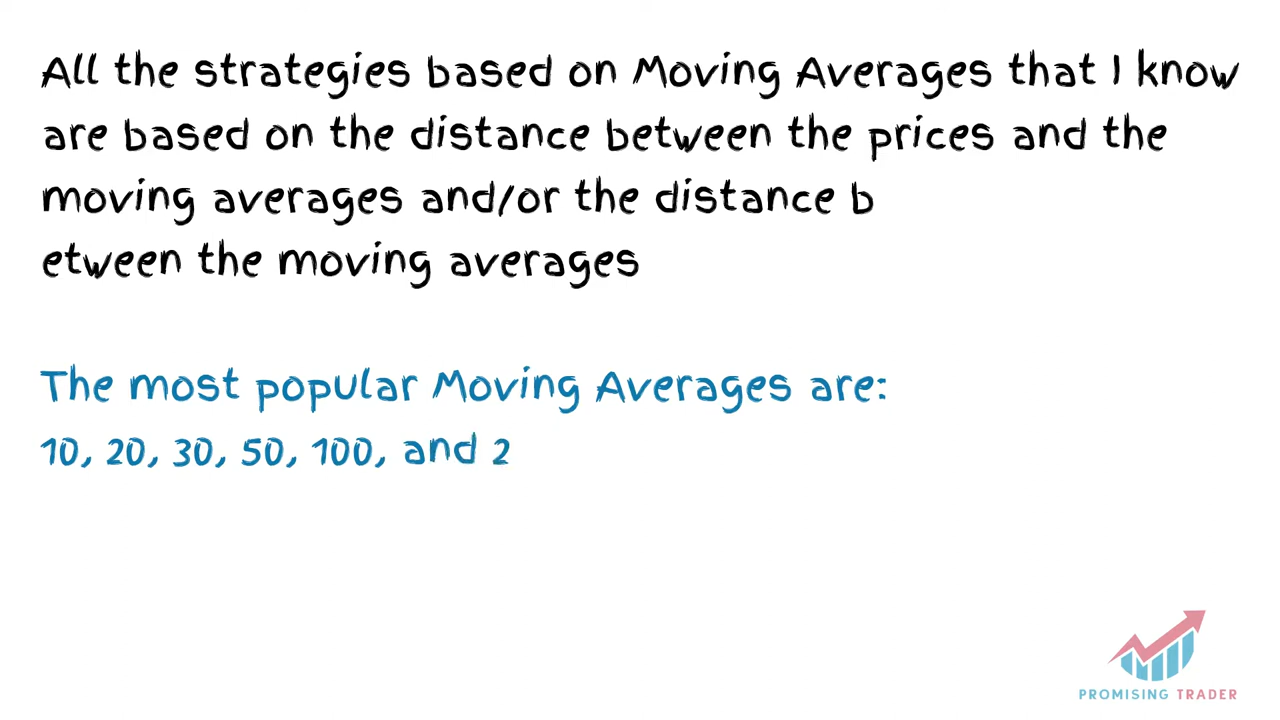 All the strategies based on Moving Averages that I know
are based on the distance between the prices and the
moving averages and/or the distance b
etween the moving averages
The most popular Moving Averages are:
10, 20, 30, 50, 100, and 2
PROMISING TRADER